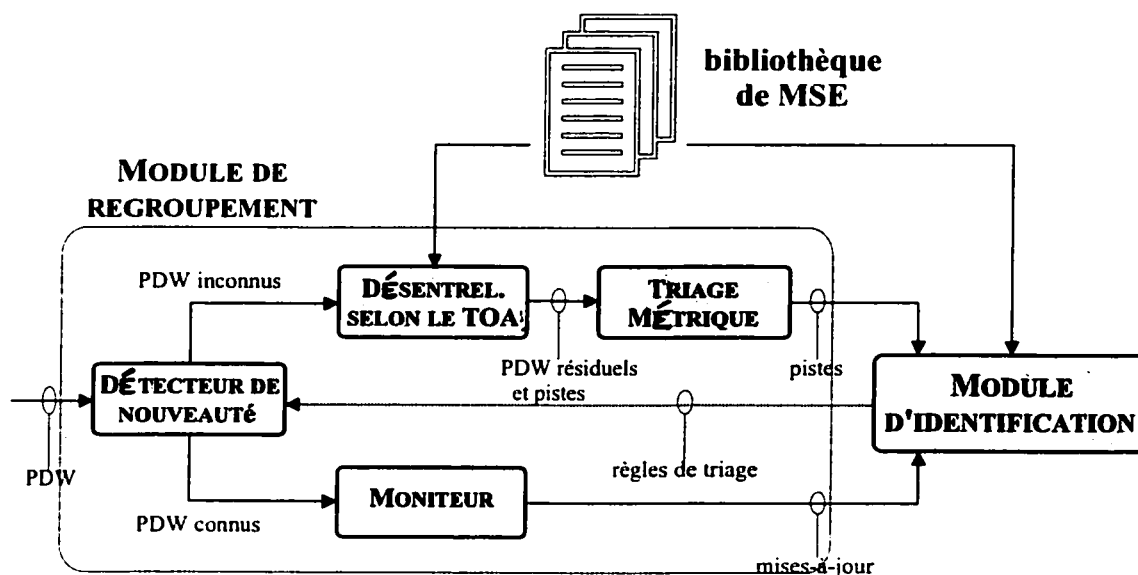 bibliothèque
de MSE
MODULE DE
REGROUPEMENT
PDW inconnus
DÉSENTREL.
SELON LE TOA
TRIAGE
MÉTRIQUE
PDW résiduels
et pistes
pistes
DÉTECTEUR DE
NOUVEAUTé
MODULE
D'IDENTIFICATION
PDW
règles de triage
MONITEUR
PDW connus
mises-à-jour